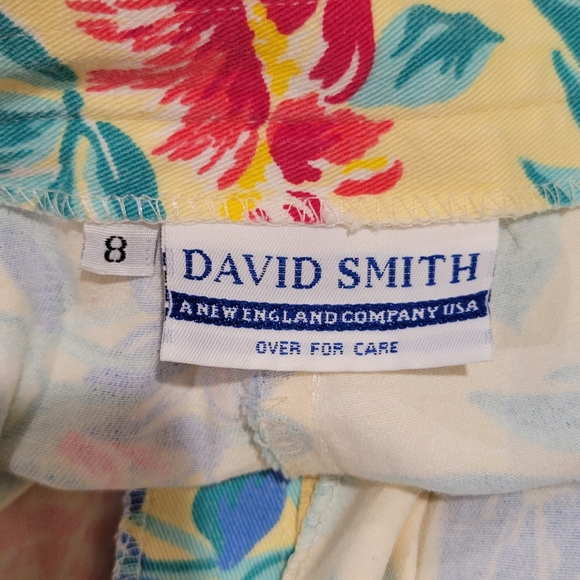 8
DAVID SMITH
A NEW ENGLAND COMPANY USA
OVER FOR CARE